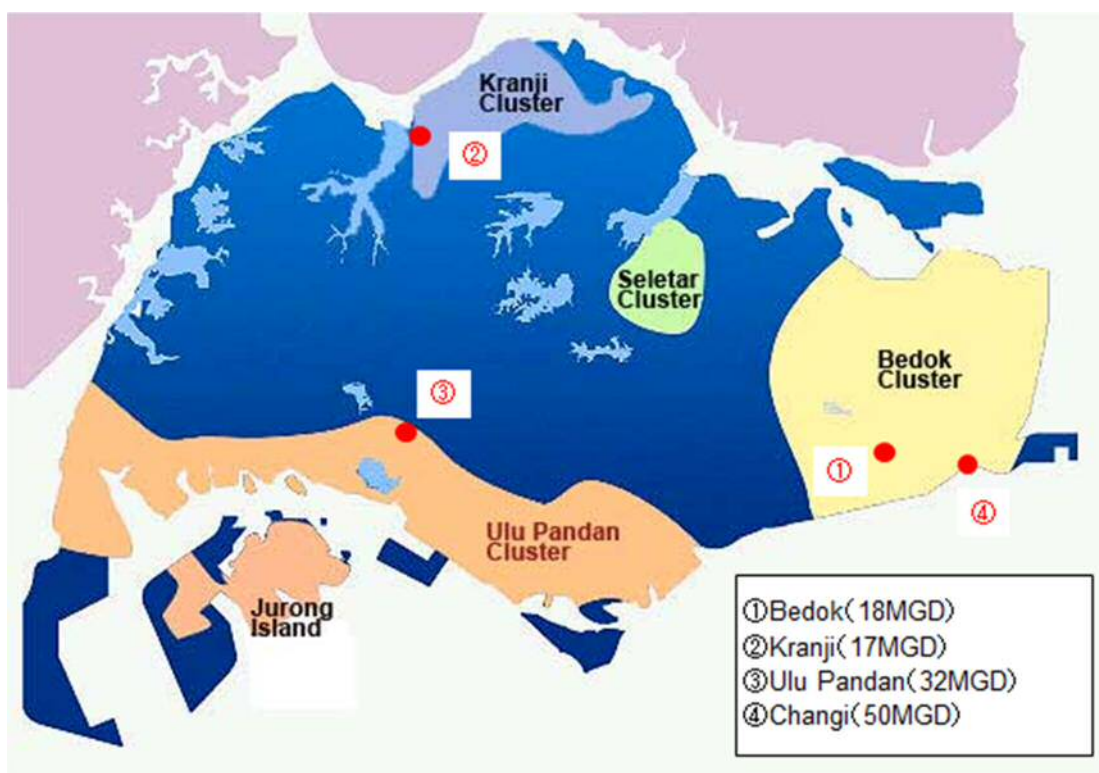 Kranji
Cluster
②
Seletar
Cluster
Bedok
Cluster
③
①
④
Ulu Pandan
Cluster
Jurong
Island
①Bedok(18MGD)
②Kranji(17MGD)
③Ulu Pandan(32MGD)
④Changi(50MGD)